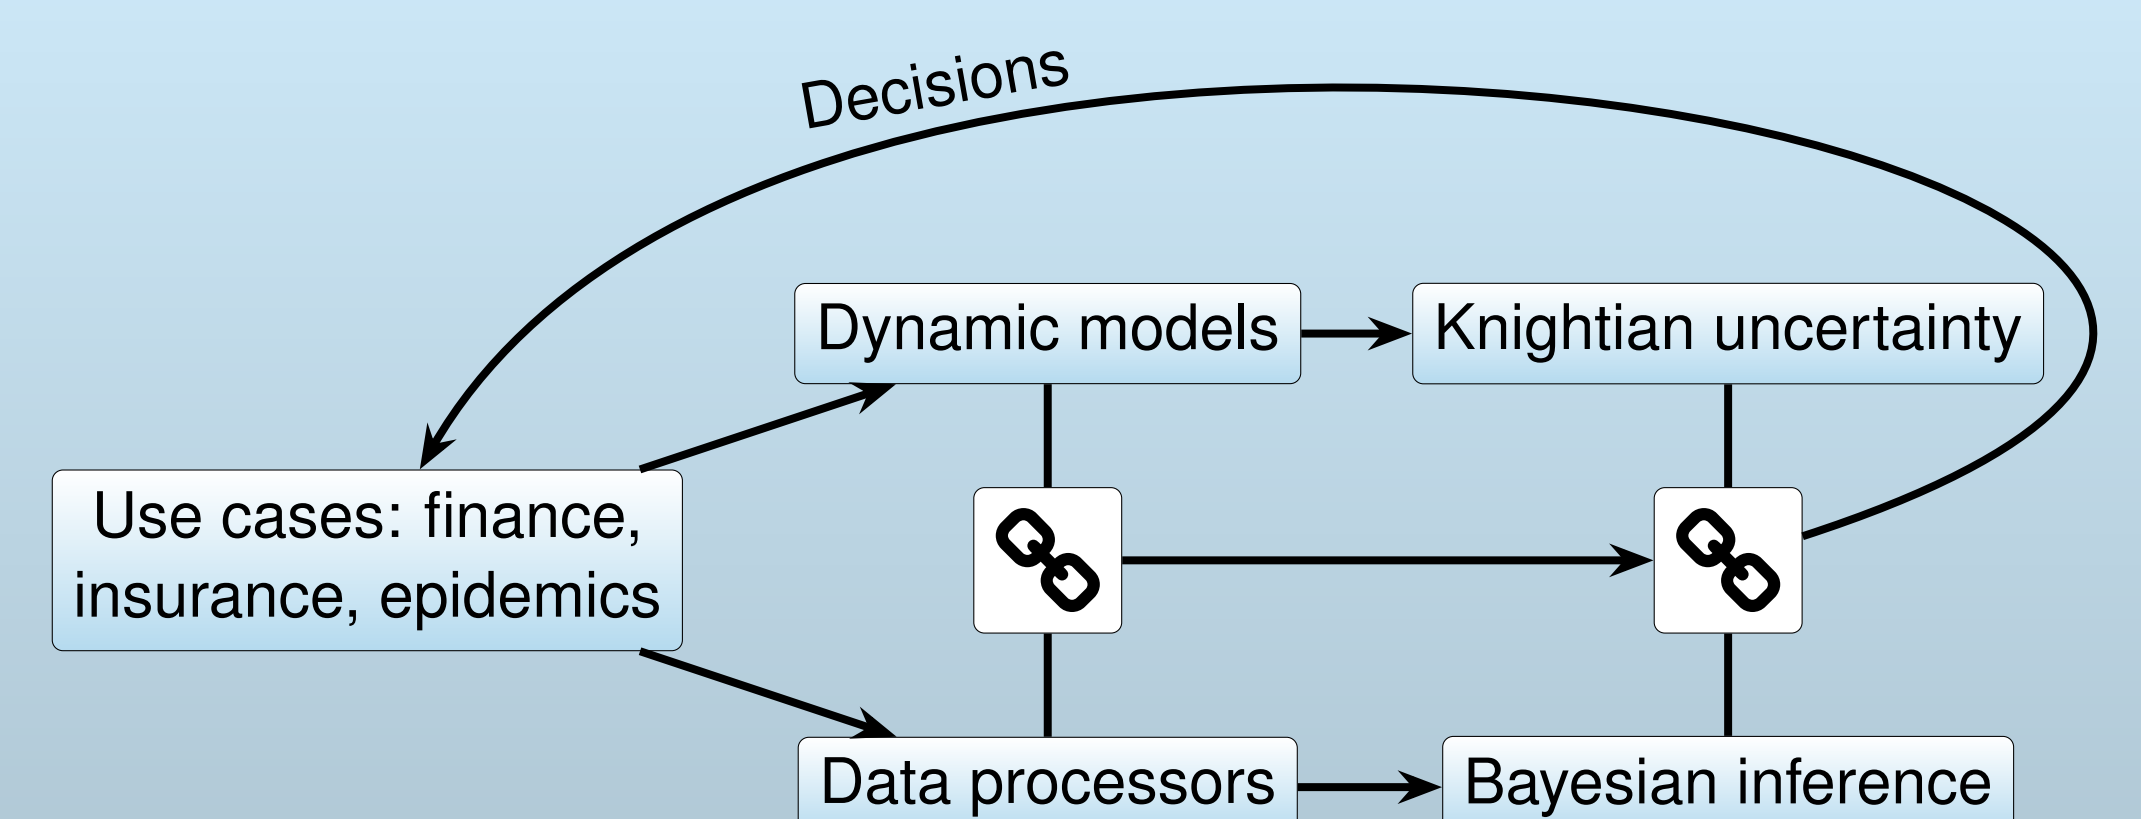 Decisions
Dynamic models
Knightian uncertainty
Use cases: finance,
insurance, epidemics
Data processors
Bayesian inference